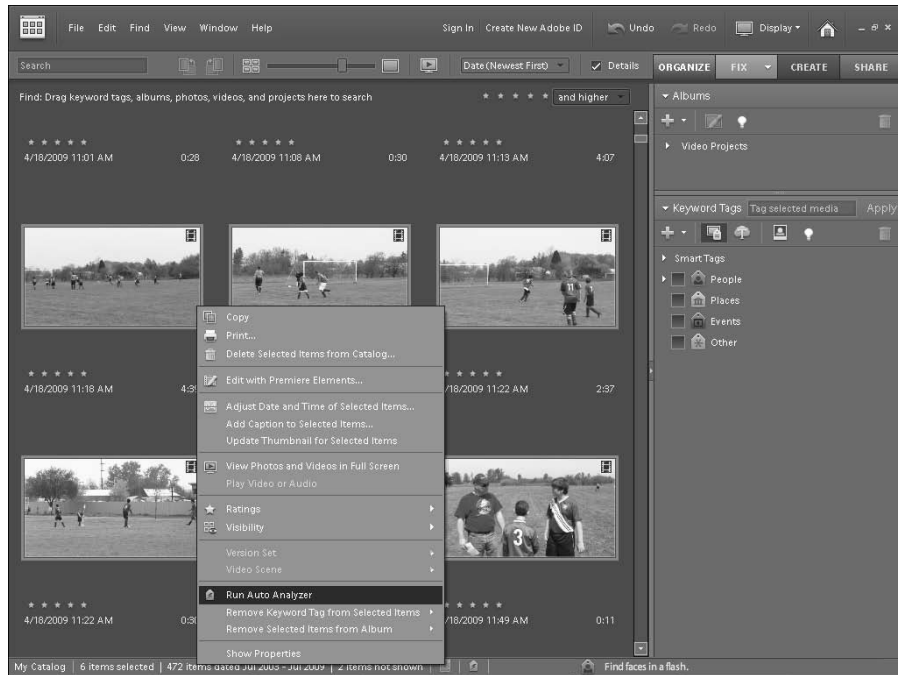 File Edit Find View Window Help Sign In Create New Adobe ID Undo Redo Display
Search Date (Newest First) Details ORGANIZE FIX CREATE SHARE
Find: Drag keyword tags, albums, photos, videos, and projects here to search and higher
Albums
Video Projects
4/18/2009 11:01 AM 0:28 4/18/2009 11:08 AM 0:30 4/18/2009 11:13 AM 4:07
Keyword Tags Tag selected media Apply
Smart Tags
People
Places
Events
Other
11
Copy
Print...
Delete Selected Items from Catalog...
Edit with Premiere Elements...
Adjust Date and Time of Selected Items...
Add Caption to Selected Items...
Update Thumbnail for Selected Items
View Photos and Videos in Full Screen
Play Video or Audio
Ratings
Visibility
Version Set
Video Scene
Run Auto Analyzer
Remove Keyword Tag from Selected Items
Remove Selected Items from Album
Show Properties
4/18/2009 11:18 AM 4:39 /18/2009 11:22 AM 2:37
3
4/18/2009 11:22 AM 0:30 /18/2009 11:49 AM 0:11
My Catalog 6 items selected 472 items dated Jul 2003 - Jul 2009 2 items not shown Find faces in a flash.